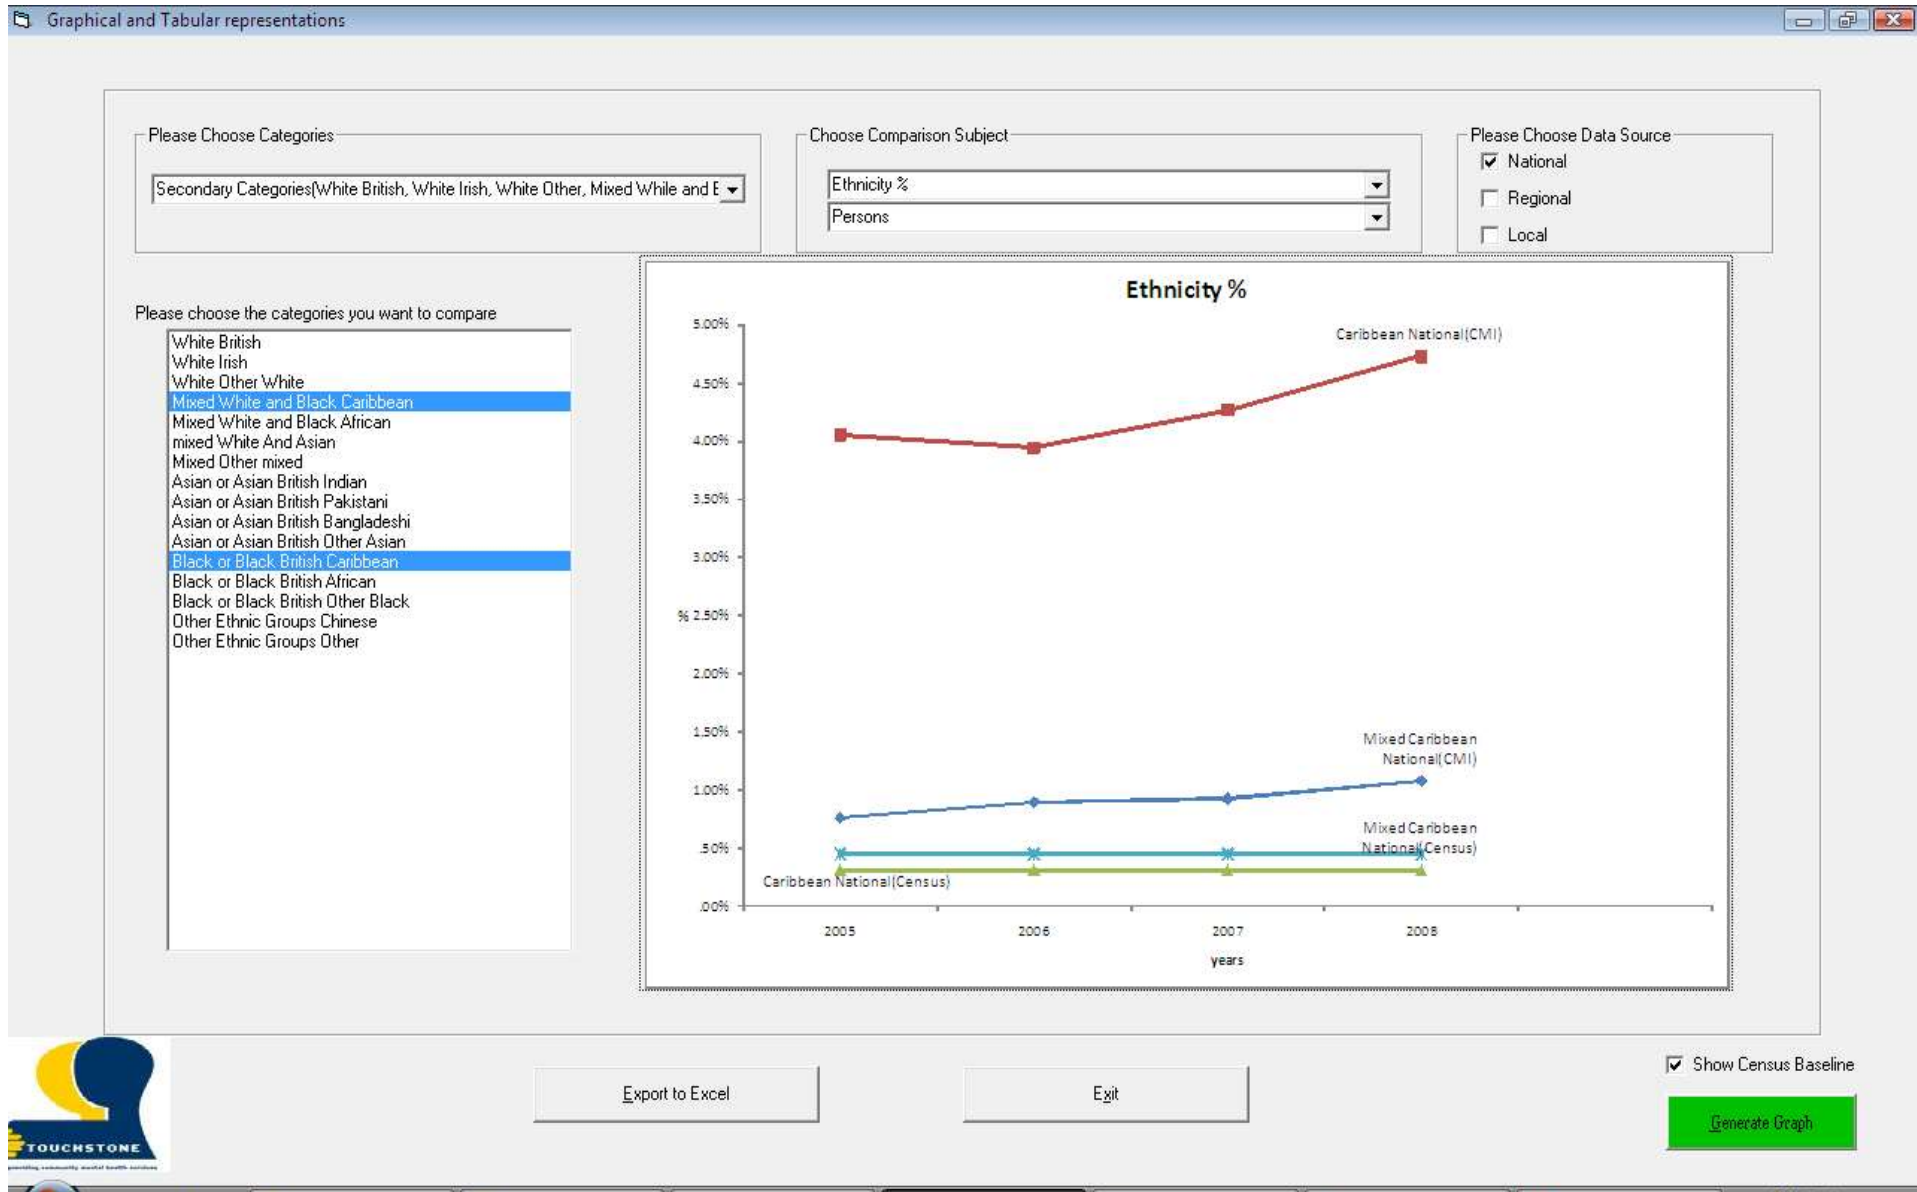 Graphical and Tabular representations
Please Choose Categories
Secondary Categories(White British, White Irish, White Other, Mixed While and E
Choose Comparison Subject
Ethnicity %
Persons
Please Choose Data Source
National
Regional
Local
Please choose the categories you want to compare
White British
White Irish
White Other White
Mixed White and Black Caribbean
Mixed White and Black African
mixed White And Asian
Mixed Other mixed
Asian or Asian British Indian
Asian or Asian British Pakistani
Asian or Asian British Bangladeshi
Asian or Asian British Other Asian
Black or Black British Caribbean
Black or Black British African
Black or Black British Other Black
Other Ethnic Groups Chinese
Other Ethnic Groups Other
Ethnicity %
5.00%
4.50%
4.00%
3.50%
3.00%
% 2.50%
2.00%
1.50%
1.00%
.50%
.00%
Caribbean National(CMI)
Mixed Caribbean
National(CMI)
Mixed Caribbean
National(Census)
Caribbean National(Census)
2005 2006 2007 2008
years
TOUCHSTONE
providing community mental health services
Export to Excel
Exit
Show Census Baseline
Generate Graph